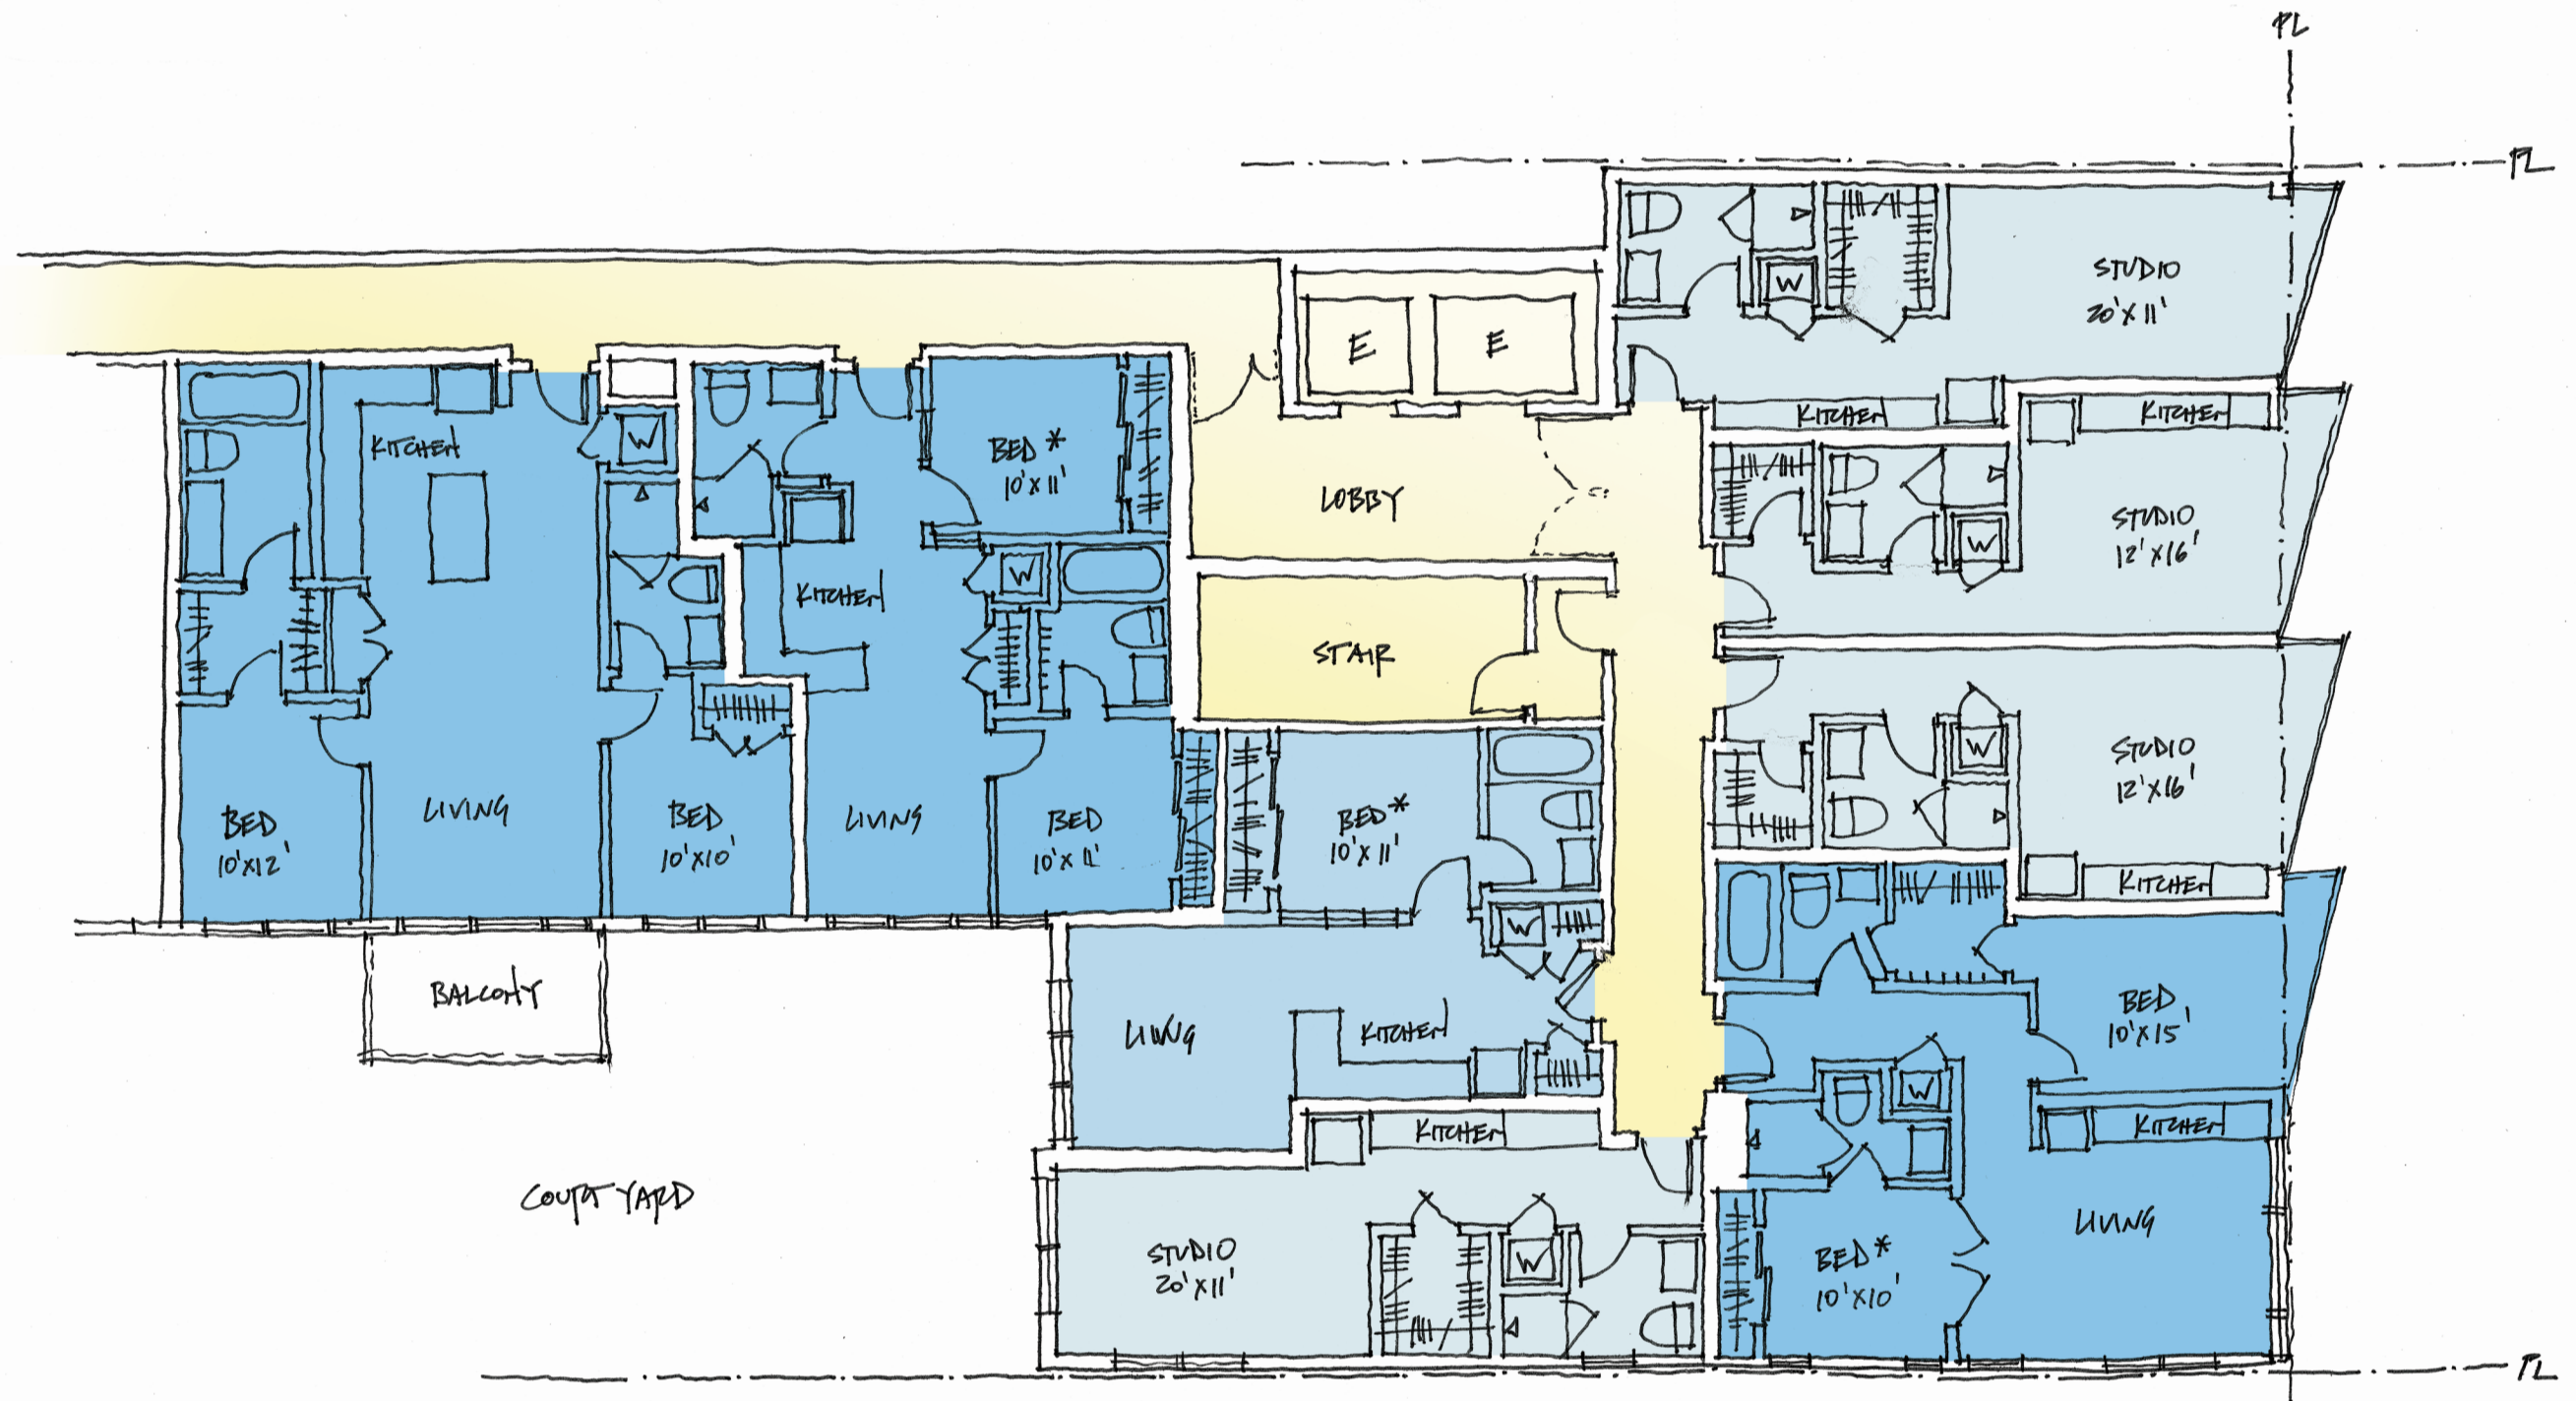 PL
PL
STUDIO
20'X11'
E
E
KITCHEN
KITCHEN
W
KITCHEN
W
BED*
10'X11'
LOBBY
STUDIO
12'X16'
W
W
KITCHEN
STAIR
STUDIO
12'X16'
W
BED
10'X12'
LIVING
BED
10'X10'
LIVING
BED
10'X11'
BED*
10'X11'
KITCHEN
W
BALCONY
LIVING
KITCHEN
BED
10'X15'
W
KITCHEN
KITCHEN
COURTYARD
STUDIO
20'X11'
W
BED*
10'X10'
LIVING
PL